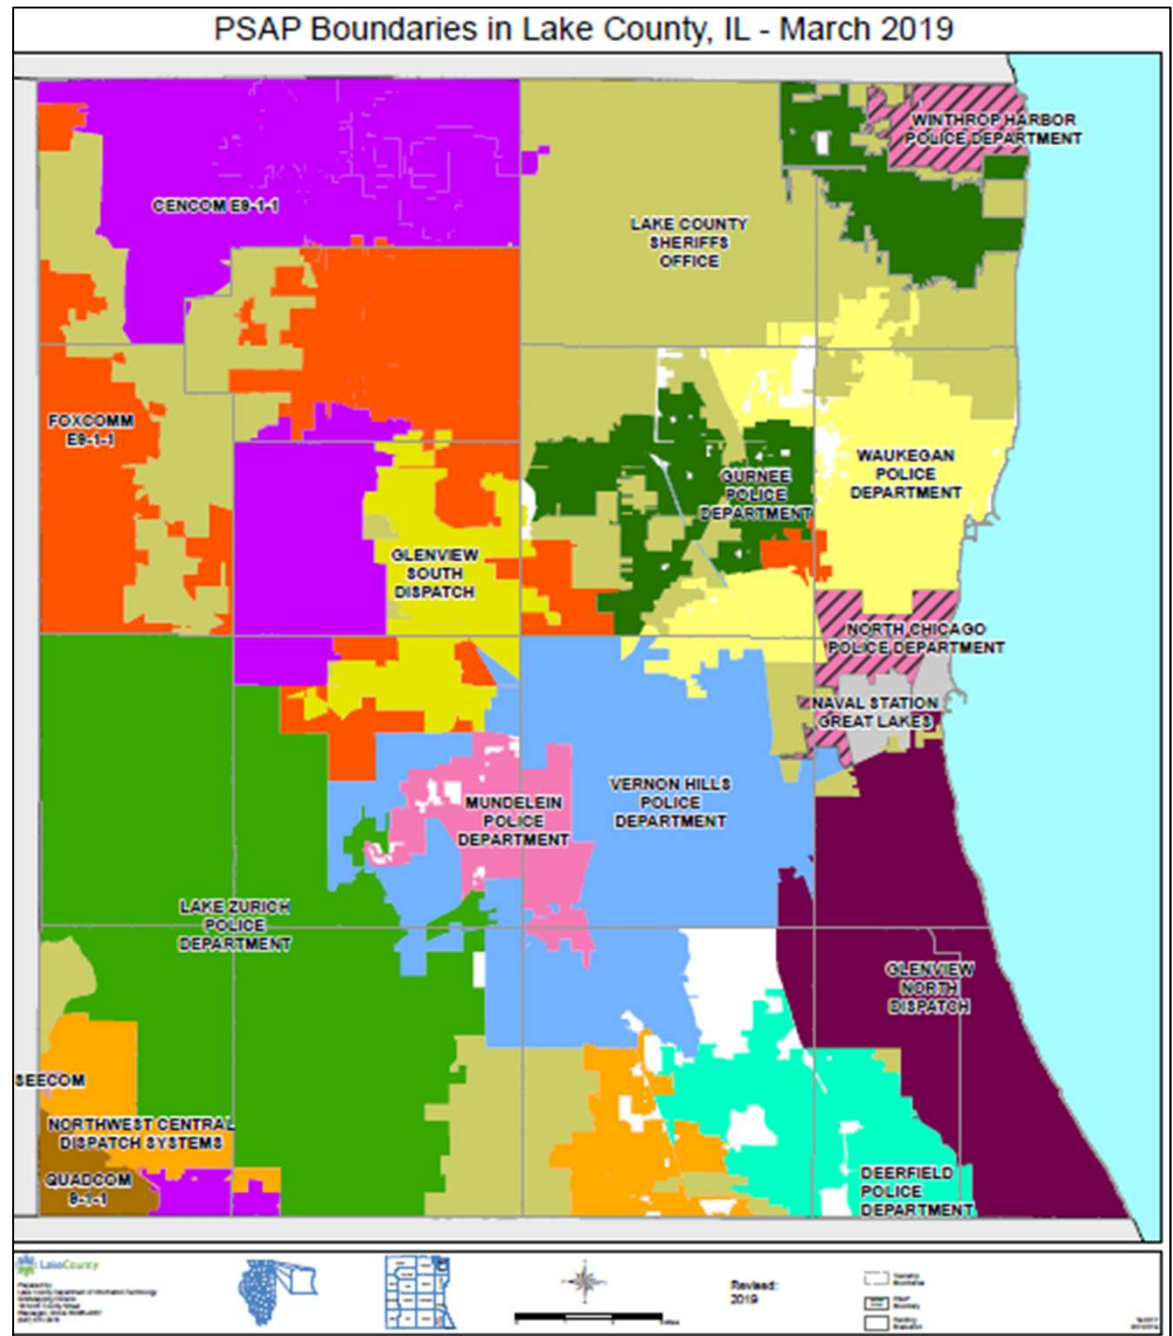 PSAP Boundaries in Lake County, IL - March 2019
WINTHROP HARBOR
POLICE DEPARTMENT
CENCOM E9-1-1
LAKE COUNTY
SHERIFFS
OFFICE
FOXCOMM
E9-1-1
WAUKEGAN
POLICE
DEPARTMENT
GURNEE
POLICE
DEPARTMENT
GLENVIEW
SOUTH
DISPATCH
NORTH CHICAGO
POLICE DEPARTMENT
NAVAL STATION
GREAT LAKES
VERNON HILLS
POLICE
DEPARTMENT
MUNDELEIN
POLICE
DEPARTMENT
LAKE ZURICH
POLICE
DEPARTMENT
GLENVIEW
NORTH
DISPATCH
SEECOM
NORTHWEST CENTRAL
DISPATCH SYSTEMS
QUADCOM
9-1-1
DEERFIELD
POLICE
DEPARTMENT
LakeCounty
Revised:
2019